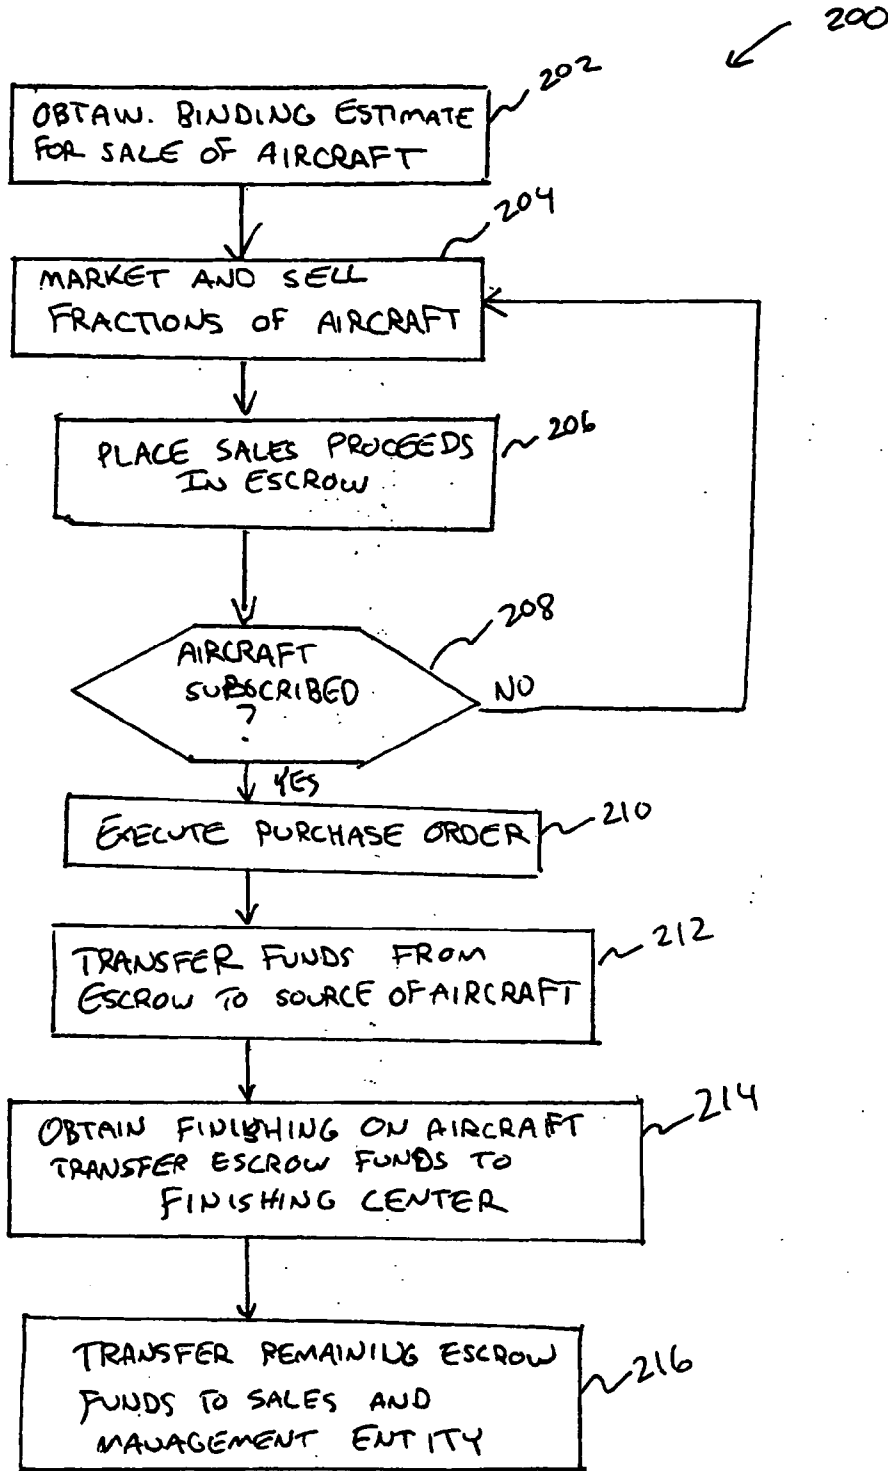 200
202
OBTAIN. BINDING ESTIMATE
FOR SALE OF AIRCRAFT
204
MARKET AND SELL
FRACTIONS OF AIRCRAFT
206
PLACE SALES PROCEEDS
IN ESCROW
208
AIRCRAFT
SUBSCRIBED
?
NO
YES
210
EXECUTE PURCHASE ORDER
212
TRANSFER FUNDS FROM
ESCROW TO SOURCE OF AIRCRAFT
214
OBTAIN FINISHING ON AIRCRAFT
TRANSFER ESCROW FUNDS TO
FINISHING CENTER
216
TRANSFER REMAINING ESCROW
FUNDS TO SALES AND
MANAGEMENT ENTITY